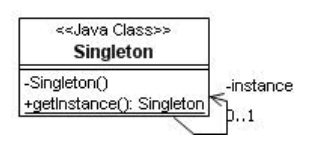 <<Java Class>>
Singleton
-Singleton()
+getInstance(): Singleton
-instance
0..1